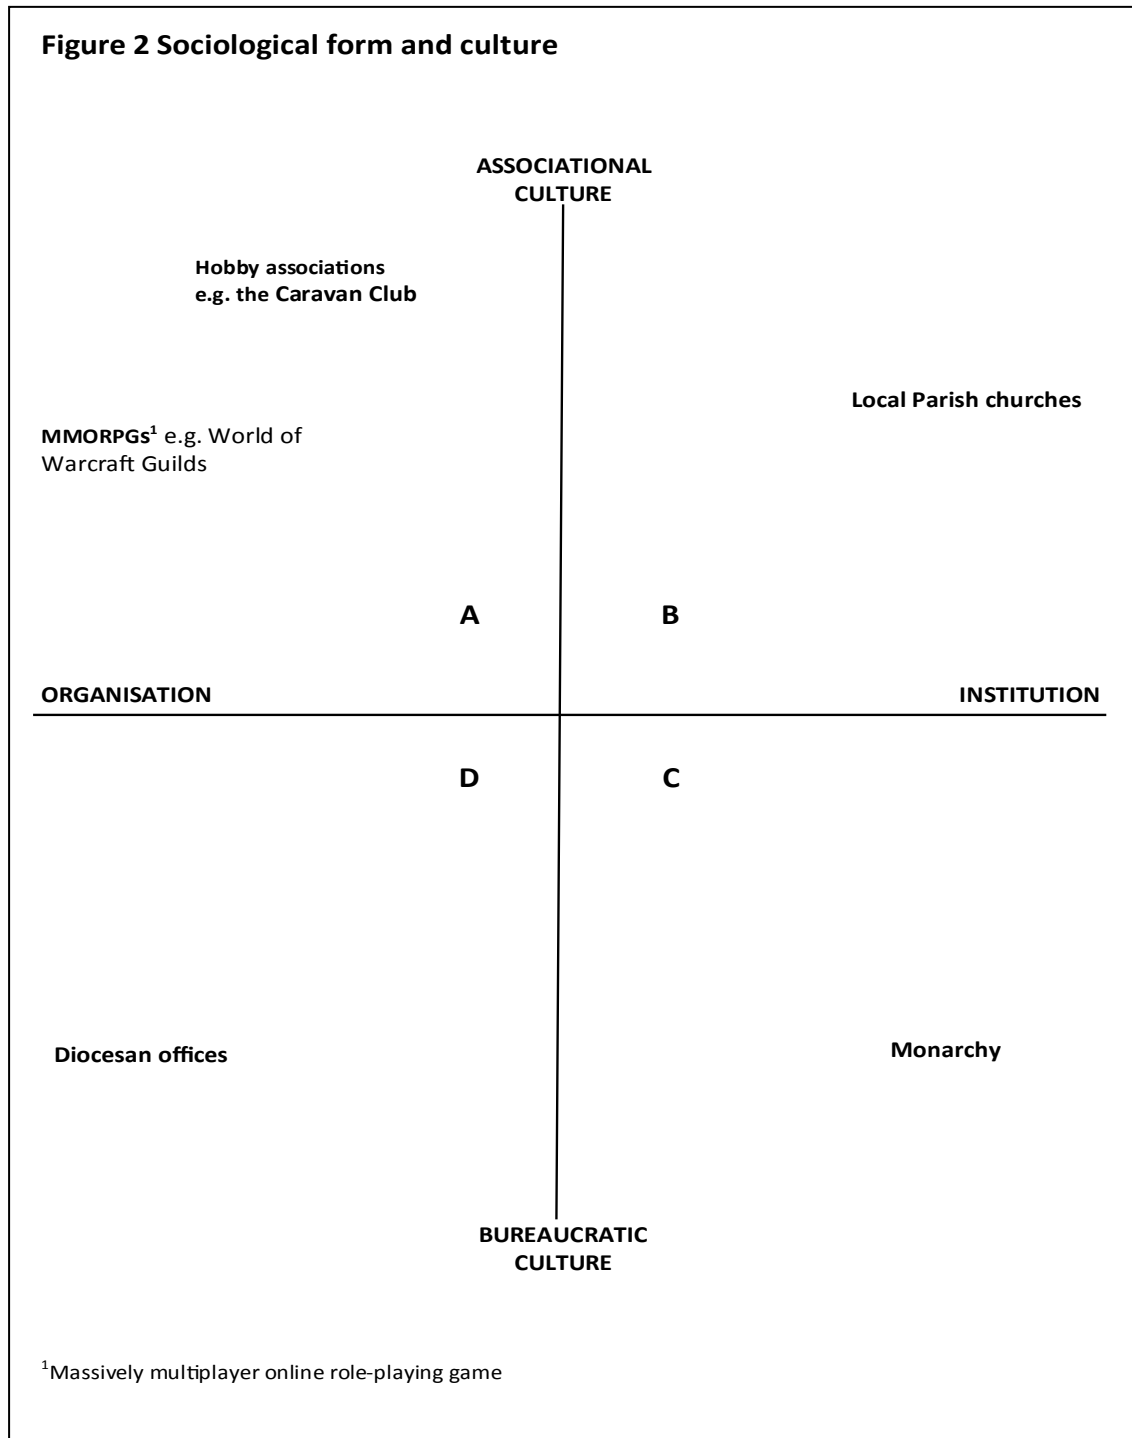 Figure 2 Sociological form and culture
ASSOCIATIONAL
CULTURE
Hobby associations
e.g. the Caravan Club
Local Parish churches
MMORPGs¹ e.g. World of
Warcraft Guilds
A
B
ORGANISATION
INSTITUTION
D
C
Diocesan offices
Monarchy
BUREAUCRATIC
CULTURE
¹Massively multiplayer online role-playing game